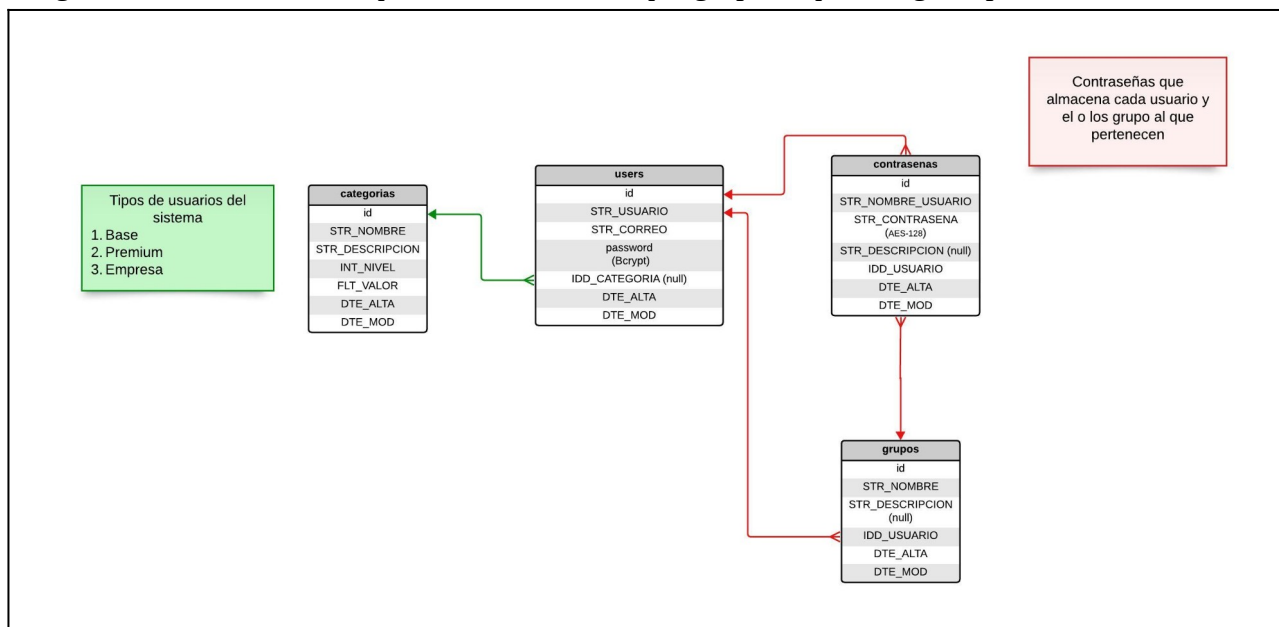 Tipos de usuarios del
sistema
1. Base
2. Premium
3. Empresa
categorias
id
STR_NOMBRE
STR_DESCRIPCION
INT_NIVEL
FLT_VALOR
DTE_ALTA
DTE_MOD
users
id
STR_USUARIO
STR_CORREO
password
(Bcrypt)
IDD_CATEGORIA (null)
DTE_ALTA
DTE_MOD
contrasenas
id
STR_NOMBRE_USUARIO
STR_CONTRASENA
(AES-128)
STR_DESCRIPCION (null)
IDD_USUARIO
DTE_ALTA
DTE_MOD
Contraseñas que
almacena cada usuario y
el o los grupo al que
pertenecen
grupos
id
STR_NOMBRE
STR_DESCRIPCION
(null)
IDD_USUARIO
DTE_ALTA
DTE_MOD